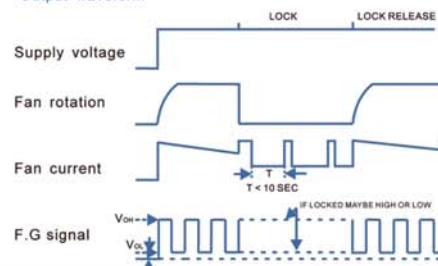 LOCK LOCK RELEASE
Supply voltage
Fan rotation
Fan current
T
T < 10 SEC
IF LOCKED MAYBE HIGH OR LOW
VOH
F.G signal
VOL